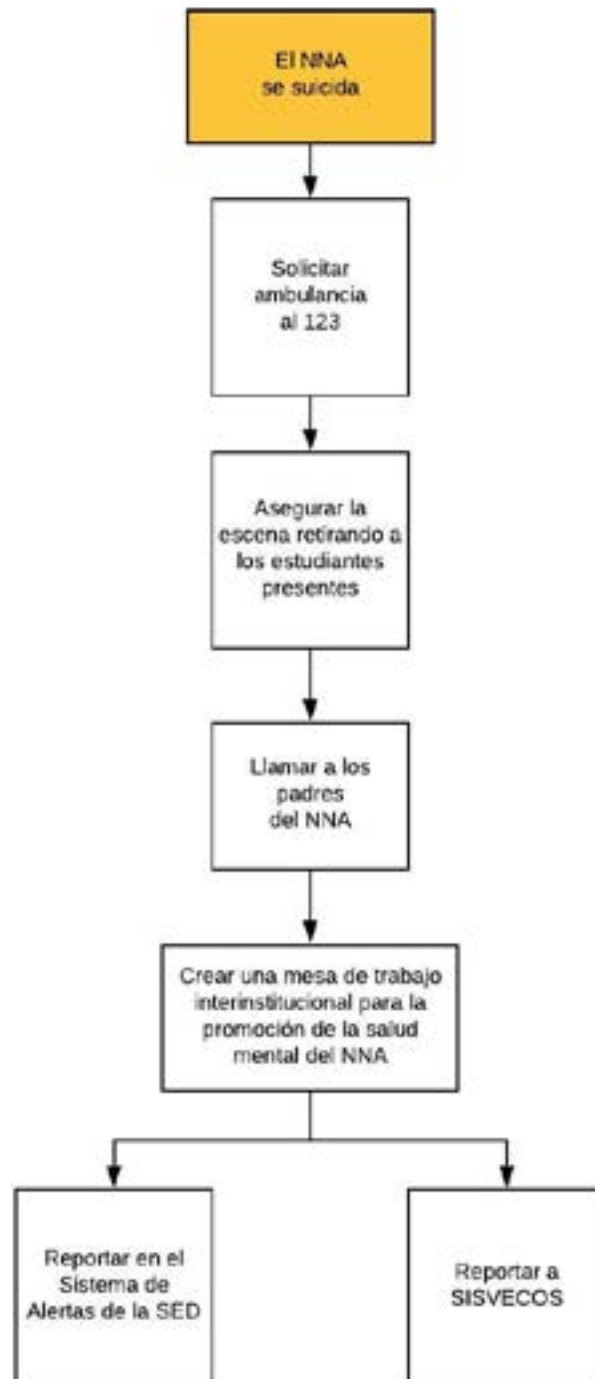 El NNA
se suicida
Solicitar
ambulancia
al 123
Asegurar la
escena retirando a
los estudiantes
presentes
Llamar a los
padres
del NNA
Crear una mesa de trabajo
interinstitucional para la
promoción de la salud
mental del NNA
Reportar en el
Sistema de
Alertas de la SED
Reportar a
SISVECOS